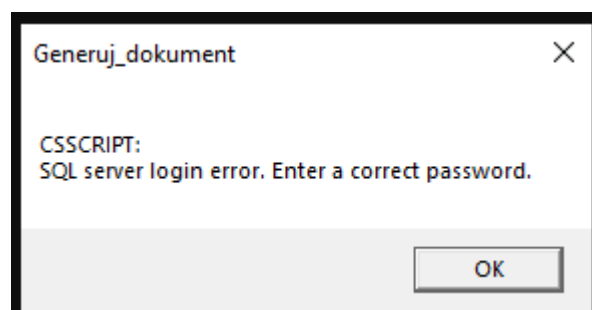 Generuj_dokument
CSSCRIPT:
SQL server login error. Enter a correct password.
OK